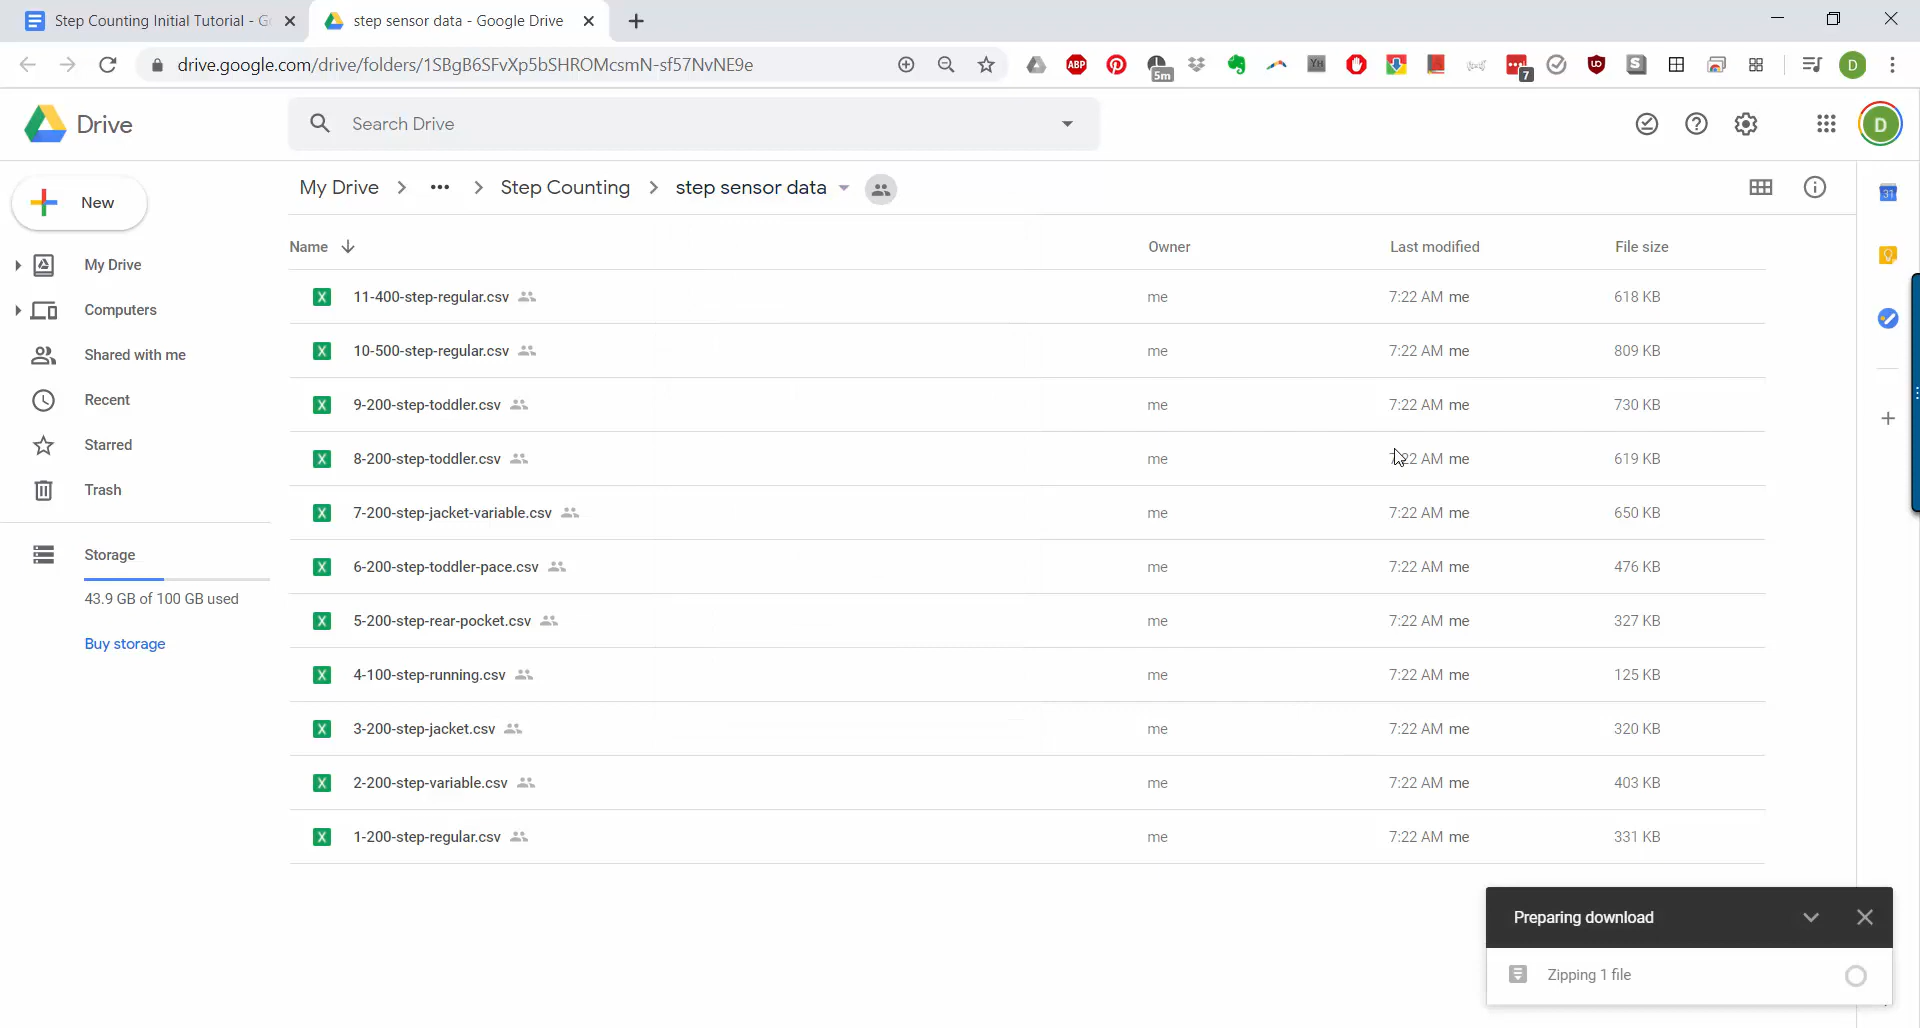 Step Counting Initial Tutorial - G
step sensor data - Google Drive
drive.google.com/drive/folders/1SBgB6SFvXp5bSHROMcsmN-sf57NvNE9e
ABP
5m
YH
7
S
D
Drive
Search Drive
D
New
My Drive
Computers
Shared with me
Recent
Starred
Trash
Storage
43.9 GB of 100 GB used
Buy storage
My Drive > ••• > Step Counting > step sensor data
31
Name Owner Last modified File size
X 11-400-step-regular.csv me 7:22 AM me 618 KB
X 10-500-step-regular.csv me 7:22 AM me 809 KB
X 9-200-step-toddler.csv me 7:22 AM me 730 KB
X 8-200-step-toddler.csv me 7:22 AM me 619 KB
X 7-200-step-jacket-variable.csv me 7:22 AM me 650 KB
X 6-200-step-toddler-pace.csv me 7:22 AM me 476 KB
X 5-200-step-rear-pocket.csv me 7:22 AM me 327 KB
X 4-100-step-running.csv me 7:22 AM me 125 KB
X 3-200-step-jacket.csv me 7:22 AM me 320 KB
X 2-200-step-variable.csv me 7:22 AM me 403 KB
X 1-200-step-regular.csv me 7:22 AM me 331 KB
Preparing download
Zipping 1 file